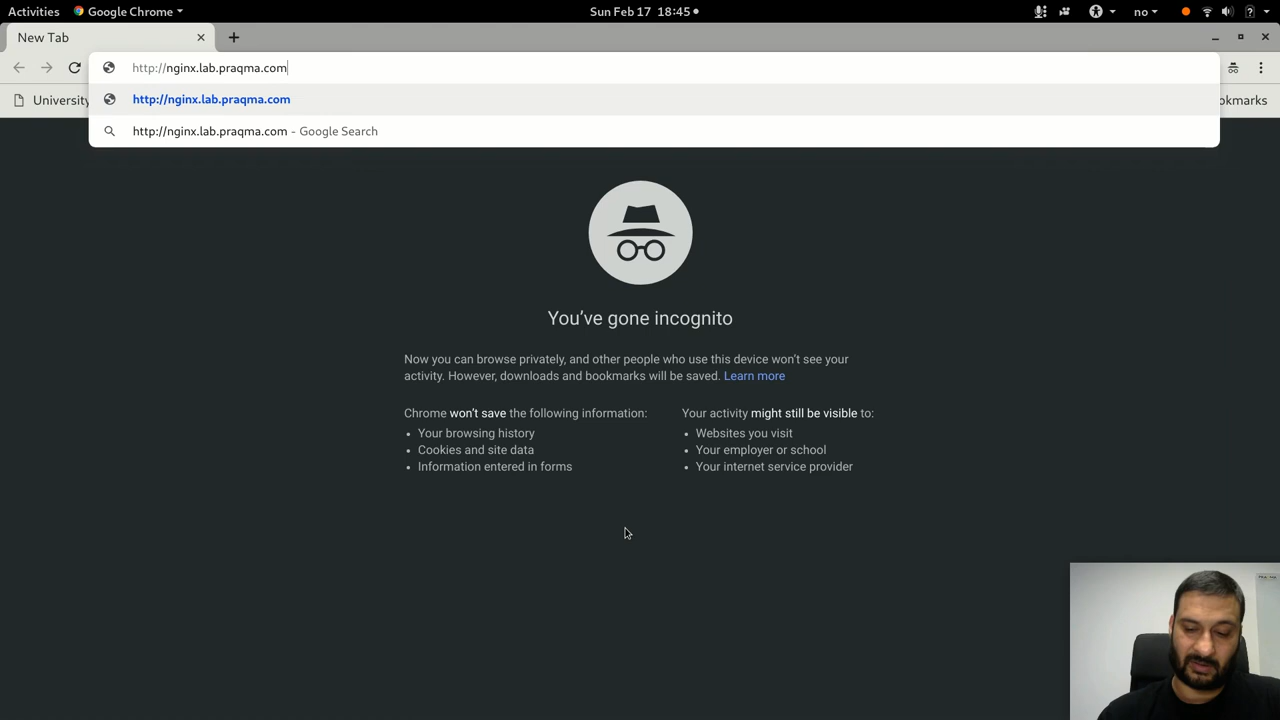 Activities
Google Chrome
Sun Feb 17 18:45
no
New Tab
http://nginx.lab.praqma.com
University
okmarks
http://nginx.lab.praqma.com
http://nginx.lab.praqma.com - Google Search
You've gone incognito
Now you can browse privately, and other people who use this device won't see your
activity. However, downloads and bookmarks will be saved. Learn more
Chrome won't save the following information:
• Your browsing history
• Cookies and site data
• Information entered in forms
Your activity might still be visible to:
• Websites you visit
• Your employer or school
• Your internet service provider